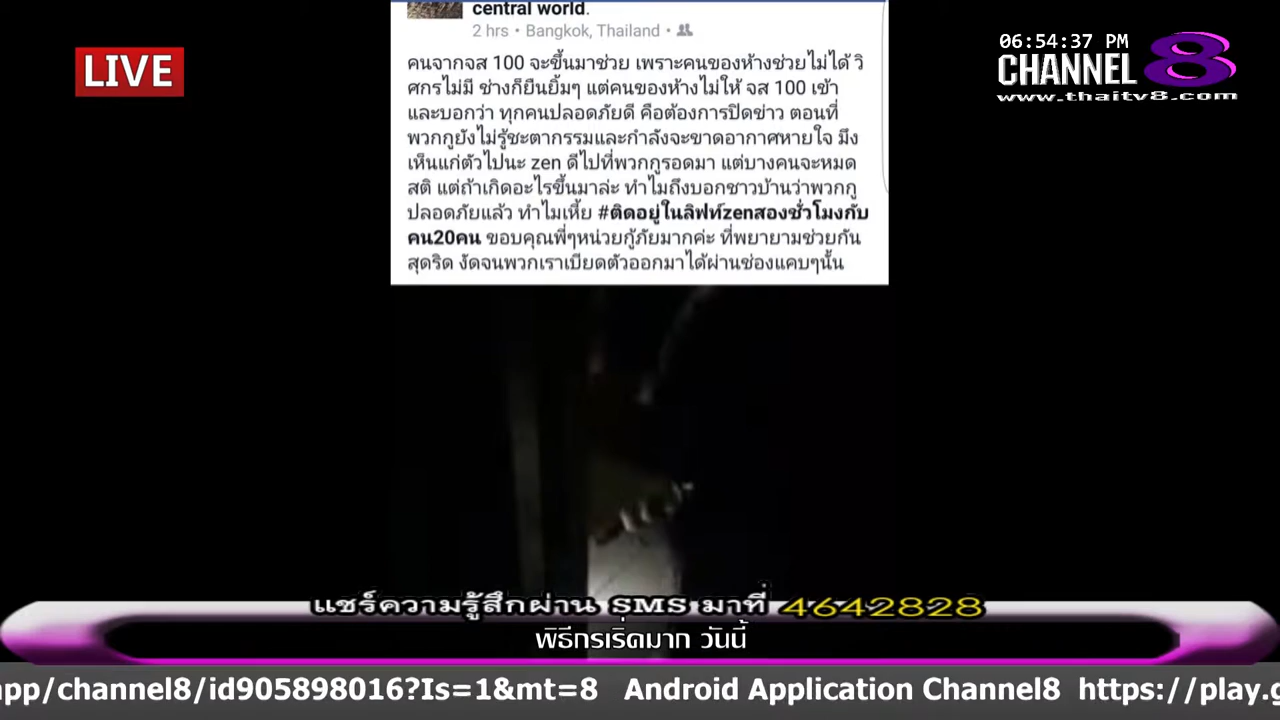 central world.
2 hrs • Bangkok, Thailand •
LIVE
06:54:37 PM
CHANNEL 8
www.thaitv8.com
คนจากจส 100 จะขึ้นมาช่วย เพราะคนของห้างช่วยไม่ได้ วิ
ศกรไม่มี ช่างก็ยืนยิ้มๆ แต่คนของห้างไม่ให้ จส 100 เข้า
และบอกว่า ทุกคนปลอดภัยดี คือต้องการปิดข่าว ตอนที่
พวกกูยังไม่รู้ชะตากรรมและกำลังจะขาดอากาศหายใจ มึง
เห็นแก่ตัวไปนะ zen ดีไปที่พวกกูรอดมา แต่บางคนจะหมด
สติ แต่ถ้าเกิดอะไรขึ้นมาล่ะ ทำไมถึงบอกชาวบ้านว่าพวกกู
ปลอดภัยแล้ว ทำไมเหี้ย #ติดอยู่ในลิฟท์zenสองชั่วโมงกับ
คน20คน ขอบคุณพี่ๆหน่วยกู้ภัยมากค่ะ ที่พยายามช่วยกัน
สุดริด งัดจนพวกเราเบียดตัวออกมาได้ผ่านช่องแคบๆนั้น
แชร์ความรู้สึกผ่าน SMS มาที่ 4642828
พิธีกรเริ่ดมาก วันนี้
app/channel8/id905898016?Is=1&mt=8 Android Application Channel8 https://play.g